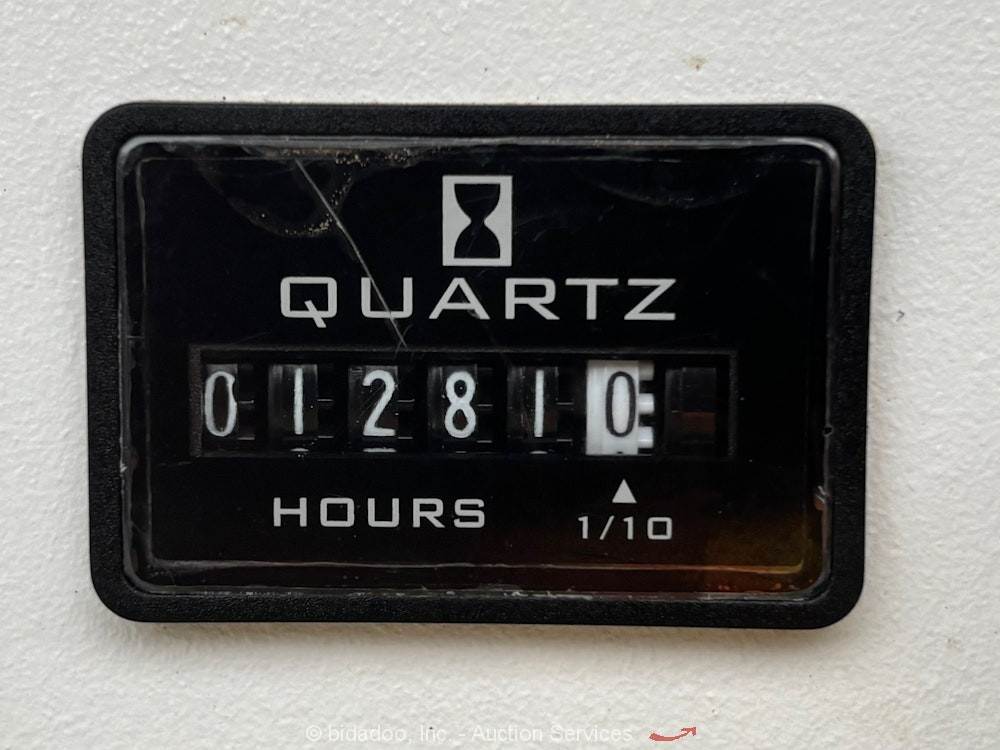 QUARTZ
012810
HOURS
1/10
© bidadoo, Inc. - Auction Services